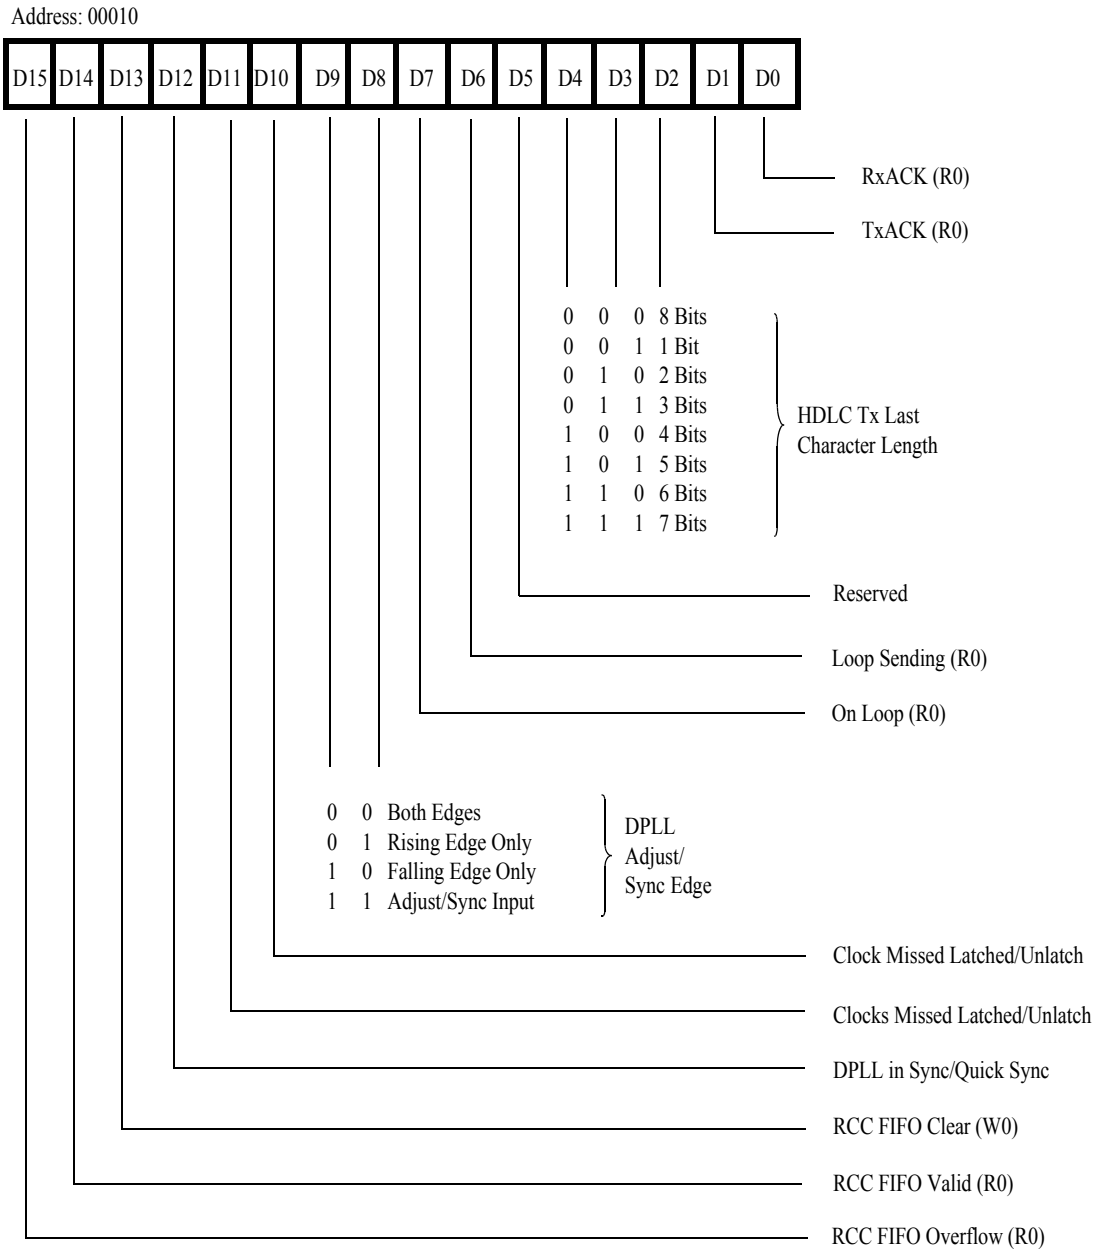 Address: 00010
D15 D14 D13 D12 D11 D10 D9 D8 D7 D6 D5 D4 D3 D2 D1 D0
RxACK (R0)
TxACK (R0)
0 0 0 8 Bits
0 0 1 1 Bit
0 1 0 2 Bits
0 1 1 3 Bits
1 0 0 4 Bits
1 0 1 5 Bits
1 1 0 6 Bits
1 1 1 7 Bits
HDLC Tx Last
Character Length
Reserved
Loop Sending (R0)
On Loop (R0)
0 0 Both Edges
0 1 Rising Edge Only
1 0 Falling Edge Only
1 1 Adjust/Sync Input
DPLL
Adjust/
Sync Edge
Clock Missed Latched/Unlatch
Clocks Missed Latched/Unlatch
DPLL in Sync/Quick Sync
RCC FIFO Clear (W0)
RCC FIFO Valid (R0)
RCC FIFO Overflow (R0)